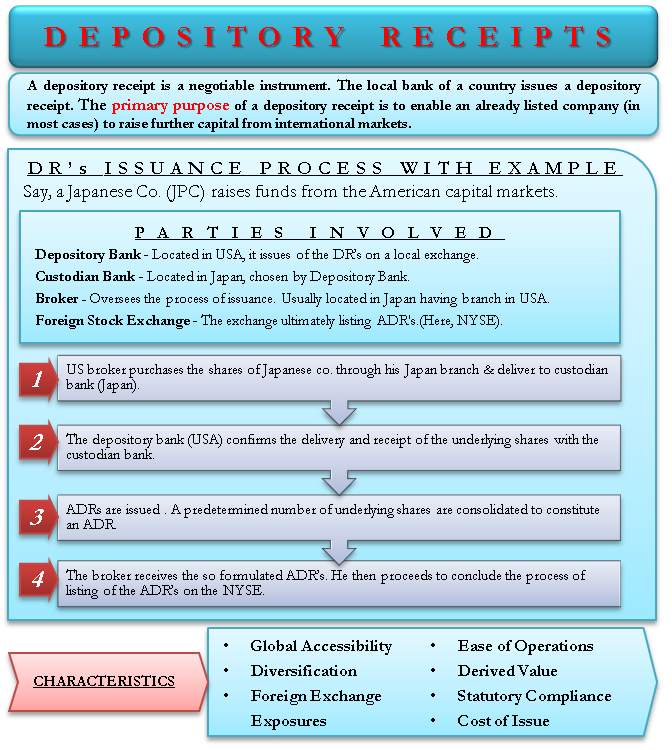 DEPOSITORY RECEIPTS
A depository receipt is a negotiable instrument. The local bank of a country issues a depository
receipt. The primary purpose of a depository receipt is to enable an already listed company (in
most cases) to raise further capital from international markets.
DR's ISSUANCE PROCESS WITH EXAMPLE
Say, a Japanese Co. (JPC) raises funds from the American capital markets.
PARTIES INVOLVED
Depository Bank - Located in USA, it issues of the DR's on a local exchange.
Custodian Bank - Located in Japan, chosen by Depository Bank.
Broker - Oversees the process of issuance. Usually located in Japan having branch in USA.
Foreign Stock Exchange - The exchange ultimately listing ADR's.(Here, NYSE).
1
US broker purchases the shares of Japanese co. through his Japan branch & deliver to custodian
bank (Japan).
2
The depository bank (USA) confirms the delivery and receipt of the underlying shares with the
custodian bank.
3
ADRs are issued . A predetermined number of underlying shares are consolidated to constitute
an ADR.
4
The broker receives the so formulated ADR's. He then proceeds to conclude the process of
listing of the ADR's on the NYSE.
CHARACTERISTICS
• Global Accessibility
• Diversification
• Foreign Exchange
Exposures
• Ease of Operations
• Derived Value
• Statutory Compliance
• Cost of Issue